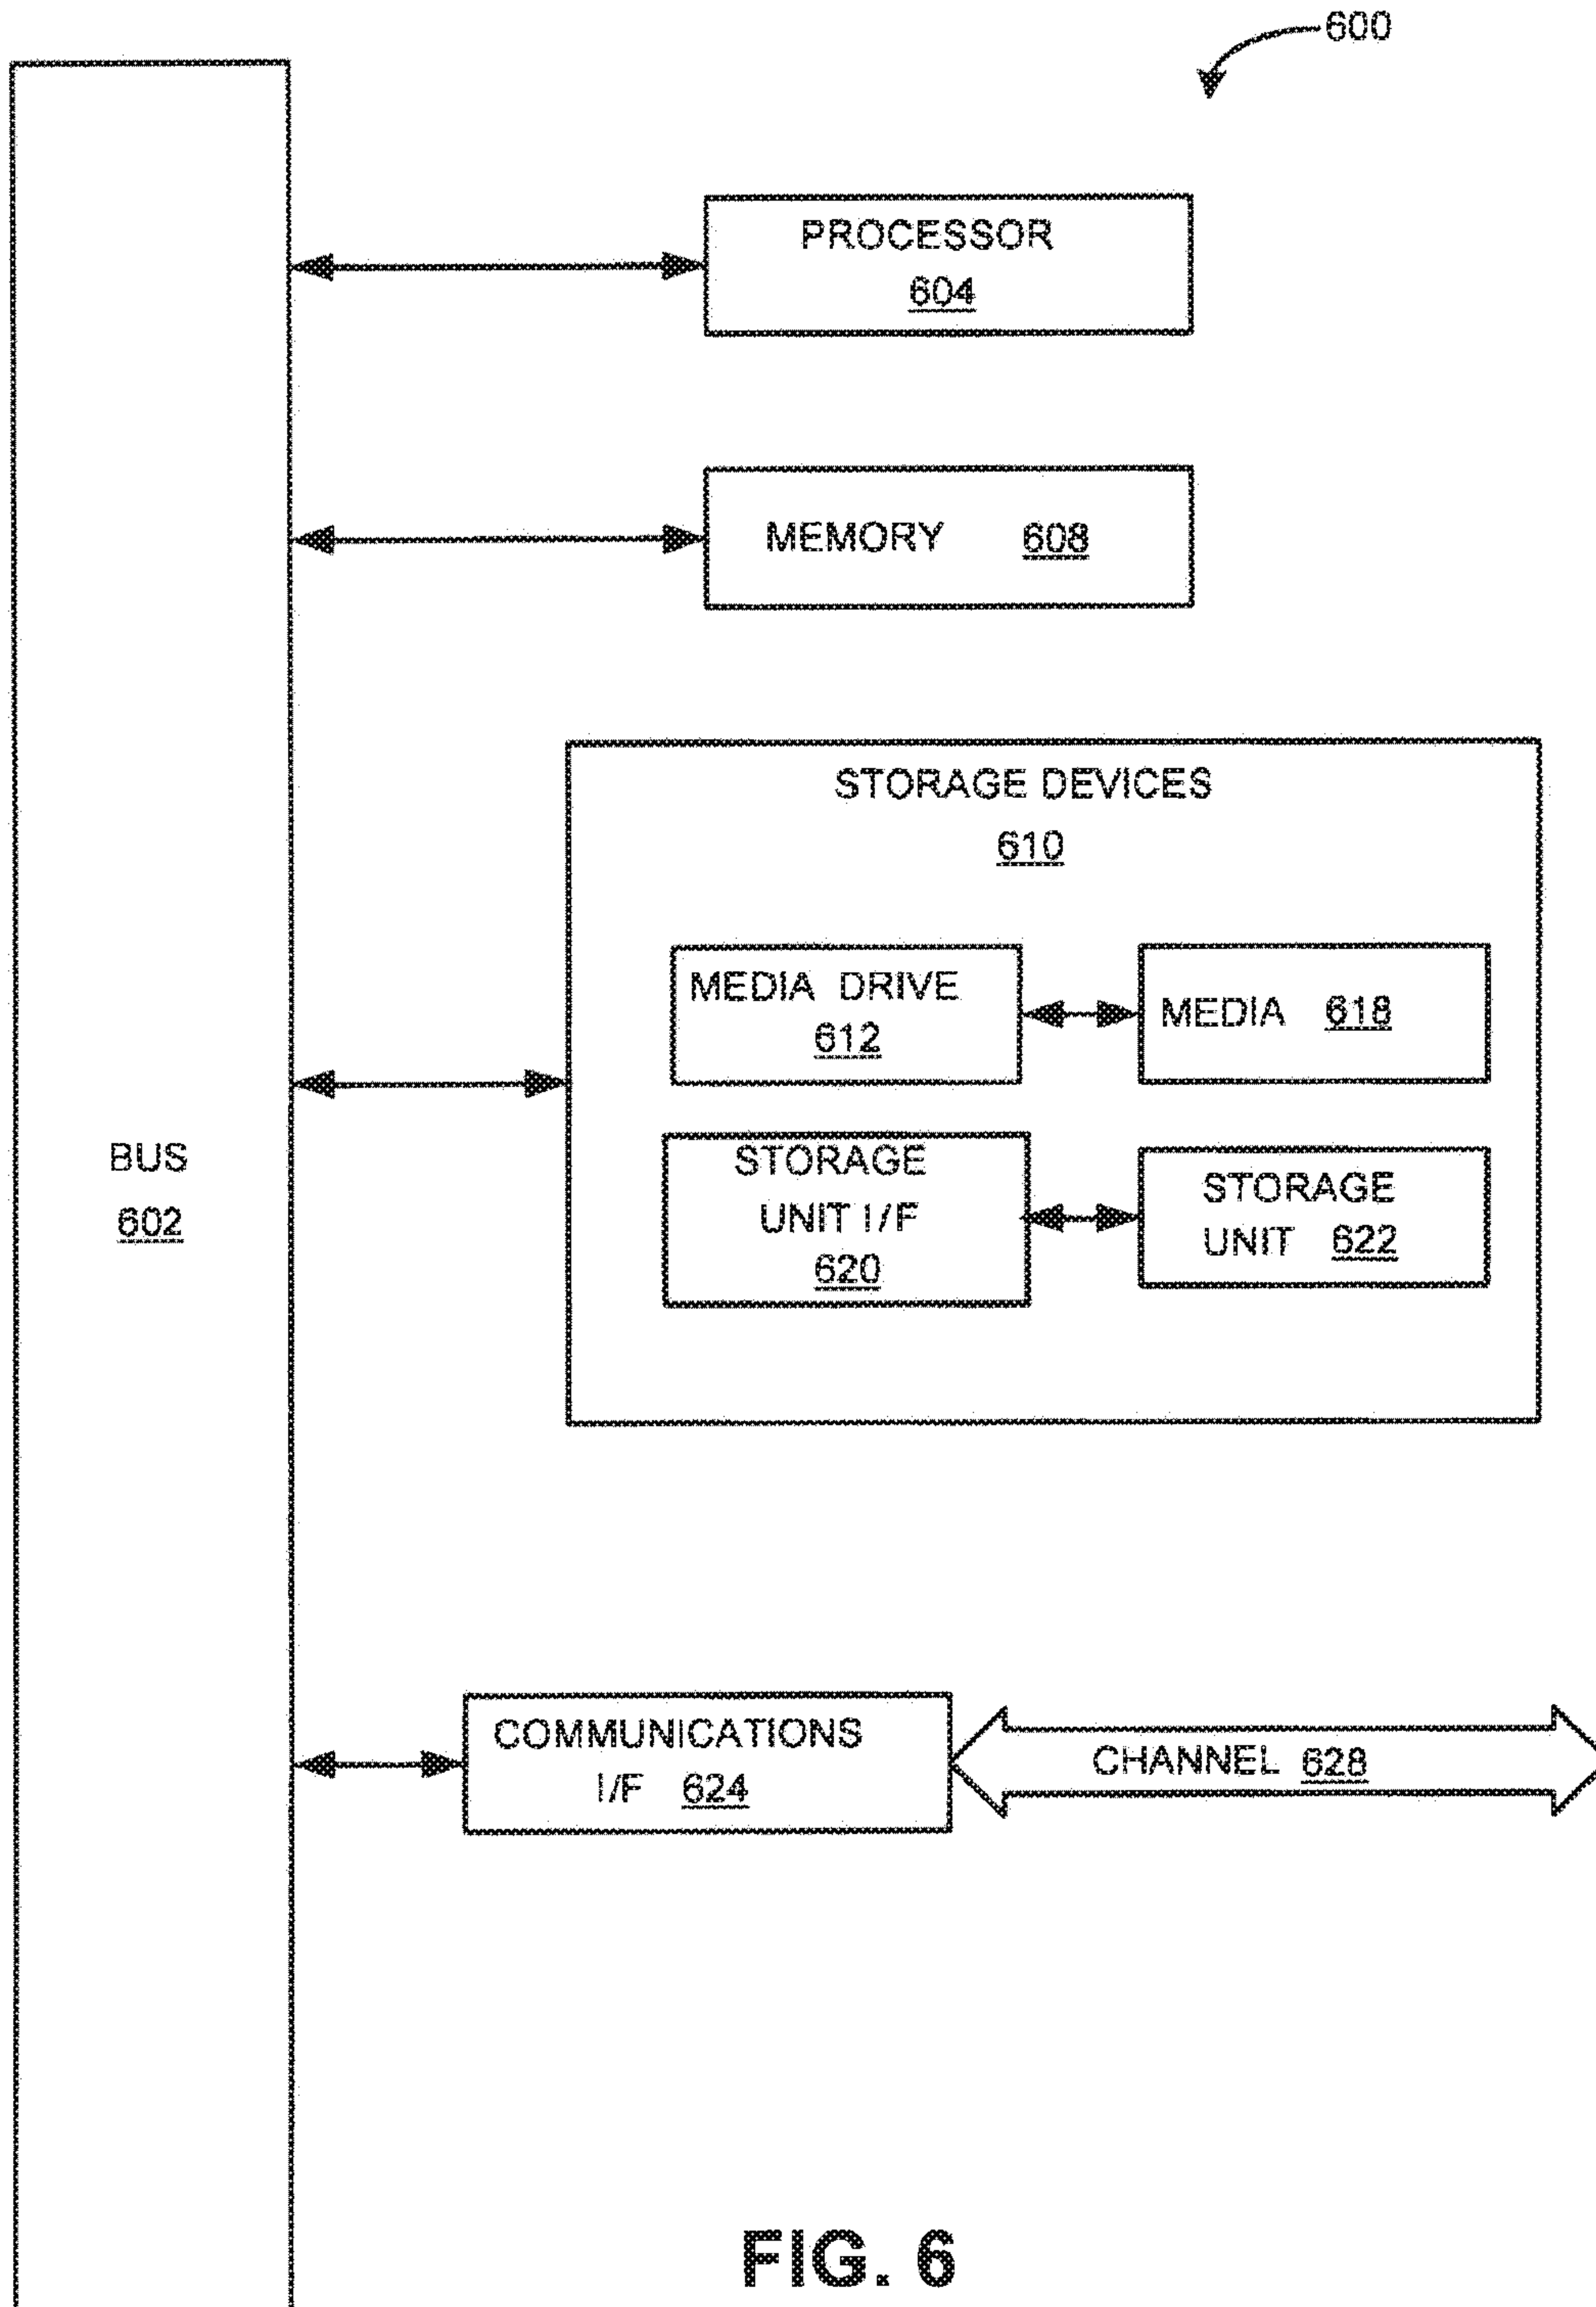 600
PROCESSOR
604
MEMORY 608
STORAGE DEVICES
610
MEDIA DRIVE
612
MEDIA 618
STORAGE
UNIT I/F
620
STORAGE
UNIT 622
BUS
602
COMMUNICATIONS
I/F 624
CHANNEL 628
FIG. 6